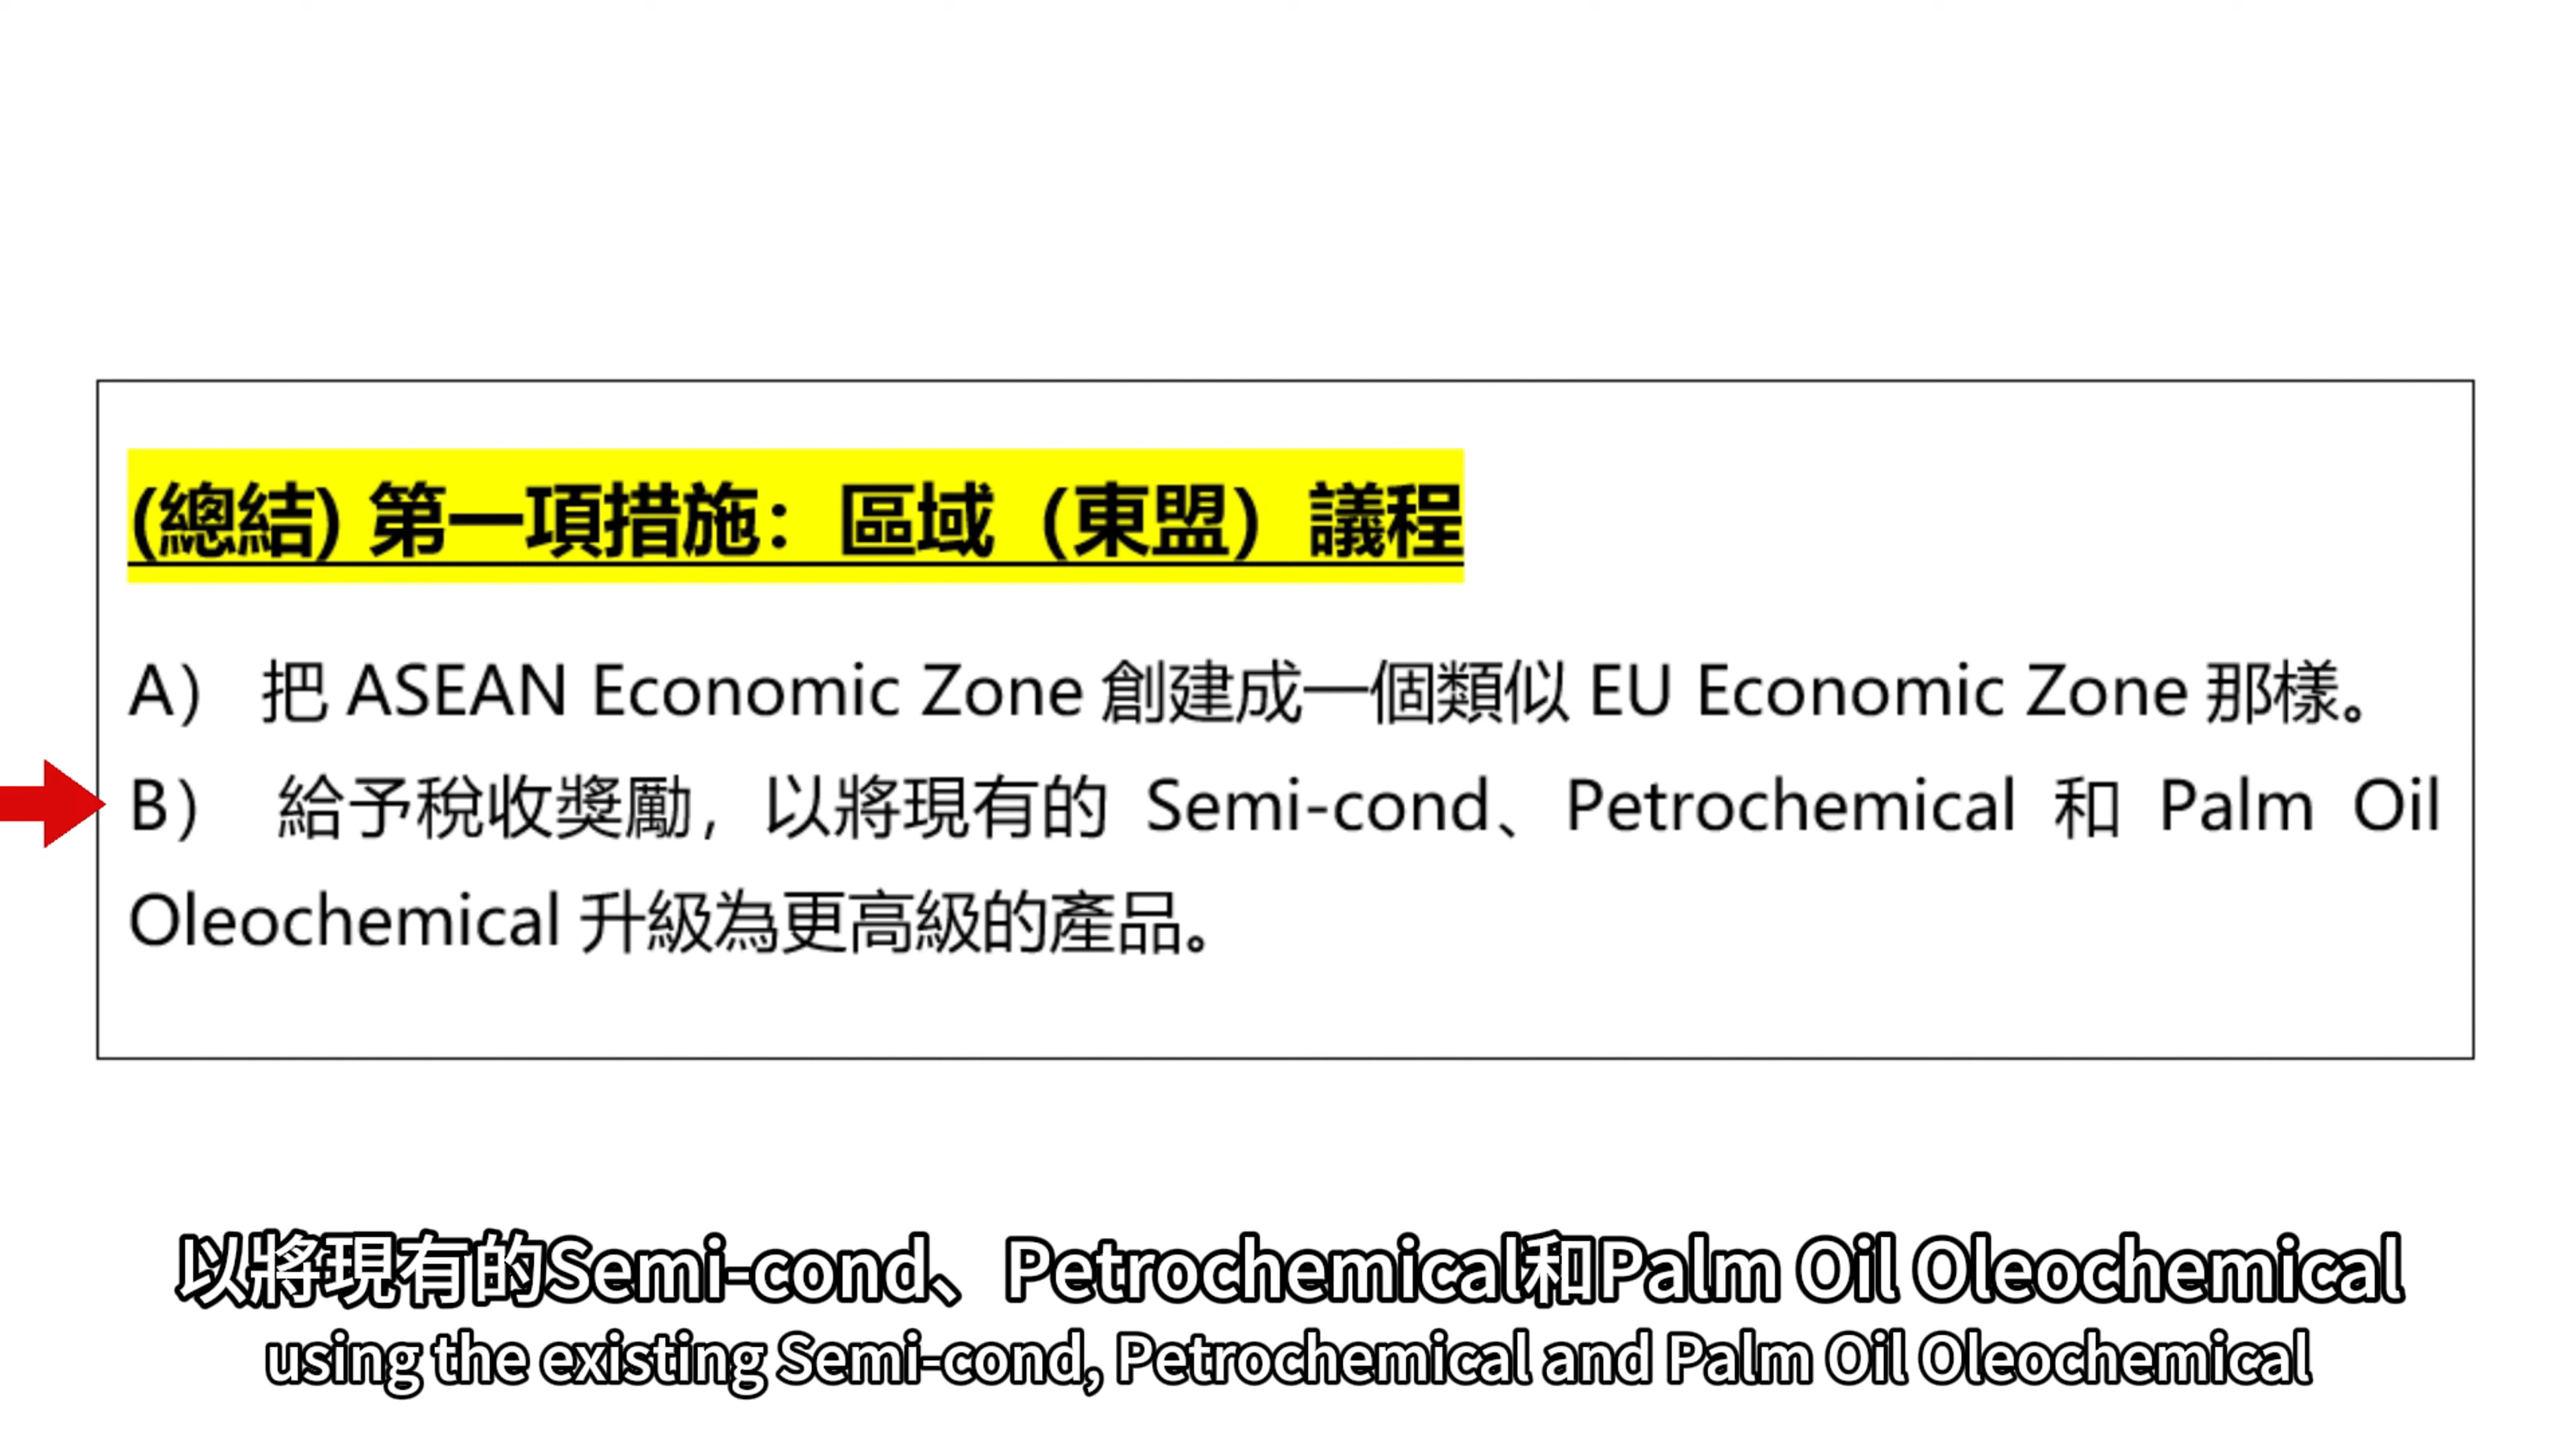 (總結) 第一項措施：區域（東盟）議程
A） 把 ASEAN Economic Zone 創建成一個類似 EU Economic Zone 那樣。
B） 給予稅收獎勵，以將現有的 Semi-cond、Petrochemical 和 Palm Oil
Oleochemical 升級為更高級的產品。
以將現有的Semi-cond、Petrochemical和Palm Oil Oleochemical
using the existing Semi-cond, Petrochemical and Palm Oil Oleochemical